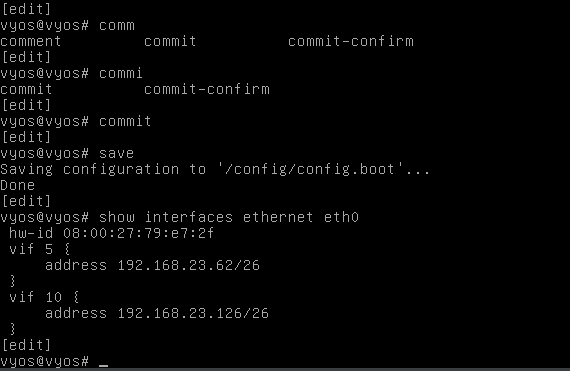 [edit]
vyos@vyos# comm
comment          commit           commit-confirm
[edit]
vyos@vyos# commi
commit           commit-confirm
[edit]
vyos@vyos# commit
[edit]
vyos@vyos# save
Saving configuration to '/config/config.boot'...
Done
[edit]
vyos@vyos# show interfaces ethernet eth0
 hw-id 08:00:27:79:e7:2f
 vif 5 {
     address 192.168.23.62/26
 }
 vif 10 {
     address 192.168.23.126/26
 }
[edit]
vyos@vyos# _